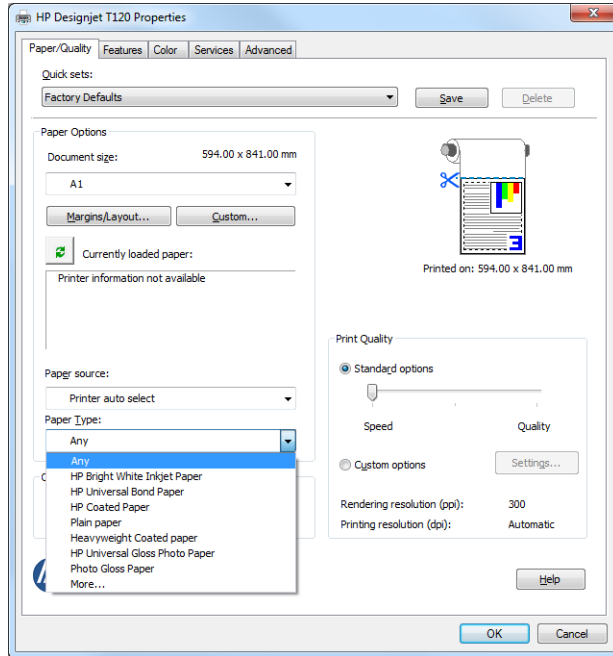 HP Designjet T120 Properties
Paper/Quality Features Color Services Advanced
Quick sets:
Factory Defaults Save Delete
Paper Options
Document size: 594.00 x 841.00 mm
A1
Margins/Layout... Custom...
Currently loaded paper:
Printer information not available
Printed on: 594.00 x 841.00 mm
Paper source:
Printer auto select
Paper Type:
Any
Any
HP Bright White Inkjet Paper
HP Universal Bond Paper
HP Coated Paper
Plain paper
Heavyweight Coated paper
HP Universal Gloss Photo Paper
Photo Gloss Paper
More...
Print Quality
Standard options
Speed Quality
Custom options Settings...
Rendering resolution (ppi): 300
Printing resolution (dpi): Automatic
Help
OK Cancel